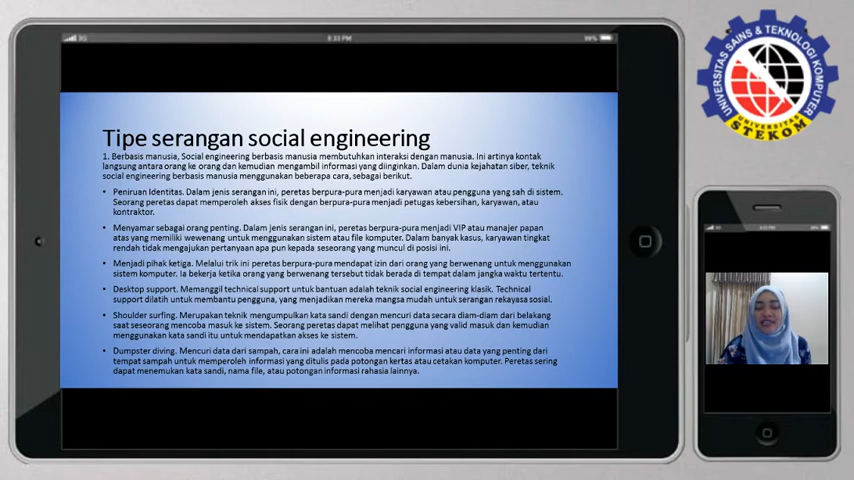 3G
8:33 PM
99%
Tipe serangan social engineering
1. Berbasis manusia, Social engineering berbasis manusia membutuhkan interaksi dengan manusia. Ini artinya kontak
langsung antara orang ke orang dan kemudian mengambil informasi yang diinginkan. Dalam dunia kejahatan siber, teknik
social engineering berbasis manusia menggunakan beberapa cara, sebagai berikut.
• Peniruan Identitas. Dalam jenis serangan ini, peretas berpura-pura menjadi karyawan atau pengguna yang sah di sistem.
Seorang peretas dapat memperoleh akses fisik dengan berpura-pura menjadi petugas kebersihan, karyawan, atau
kontraktor.
• Menyamar sebagai orang penting. Dalam jenis serangan ini, peretas berpura-pura menjadi VIP atau manajer papan
atas yang memiliki wewenang untuk menggunakan sistem atau file komputer. Dalam banyak kasus, karyawan tingkat
rendah tidak mengajukan pertanyaan apa pun kepada seseorang yang muncul di posisi ini.
• Menjadi pihak ketiga. Melalui trik ini peretas berpura-pura mendapat izin dari orang yang berwenang untuk menggunakan
sistem komputer. Ia bekerja ketika orang yang berwenang tersebut tidak berada di tempat dalam jangka waktu tertentu.
• Desktop support. Memanggil technical support untuk bantuan adalah teknik social engineering klasik. Technical
support dilatih untuk membantu pengguna, yang menjadikan mereka mangsa mudah untuk serangan rekayasa sosial.
• Shoulder surfing. Merupakan teknik mengumpulkan kata sandi dengan mencuri data secara diam-diam dari belakang
saat seseorang mencoba masuk ke sistem. Seorang peretas dapat melihat pengguna yang valid masuk dan kemudian
menggunakan kata sandi itu untuk mendapatkan akses ke sistem.
• Dumpster diving. Mencuri data dari sampah, cara ini adalah mencoba mencari informasi atau data yang penting dari
tempat sampah untuk memperoleh informasi yang ditulis pada potongan kertas atau cetakan komputer. Peretas sering
dapat menemukan kata sandi, nama file, atau potongan informasi rahasia lainnya.
UNIVERSITAS SAINS & TEKNOLOGI KOMPUTER
UNIVERSITAS
STEKOM